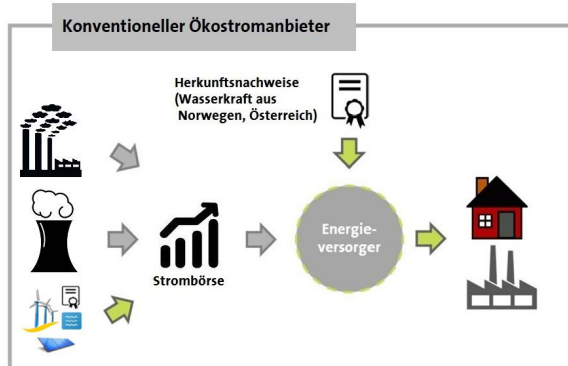 Konventioneller Ökostromanbieter
Herkunftsnachweise
(Wasserkraft aus
Norwegen, Österreich)
Energie-
versorger
Strombörse